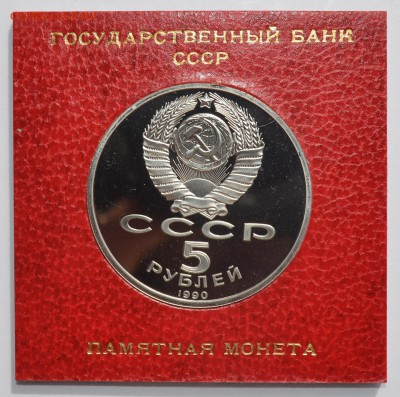 ГОСУДАРСТВЕННЫЙ БАНК
СССР
СССР
5
РУБЛЕЙ
1990
ПАМЯТНАЯ МОНЕТА